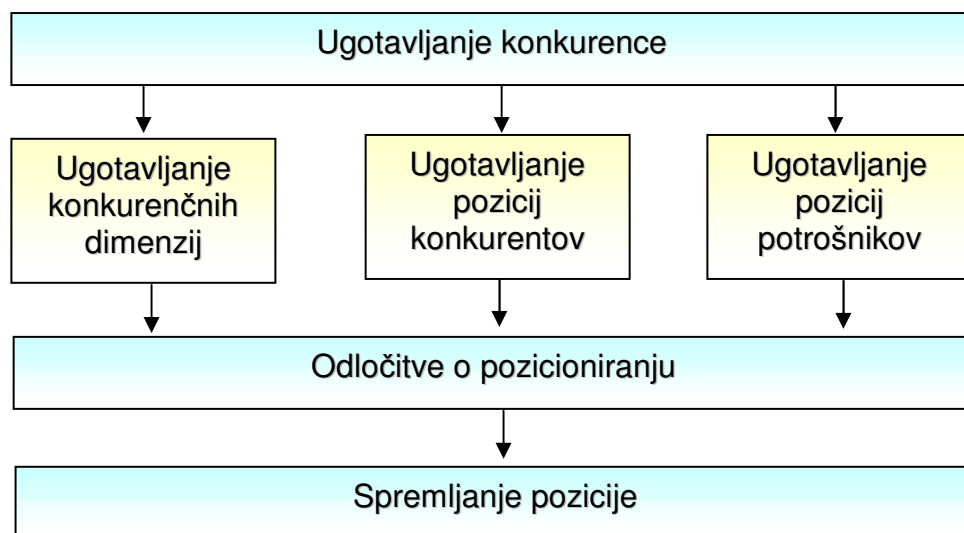 Ugotavljanje konkurence
Ugotavljanje
konkurenčnih
dimenzij
Ugotavljanje
pozicij
konkurentov
Ugotavljanje
pozicij
potrošnikov
Odločitve o pozicioniranju
Spremljanje pozicije